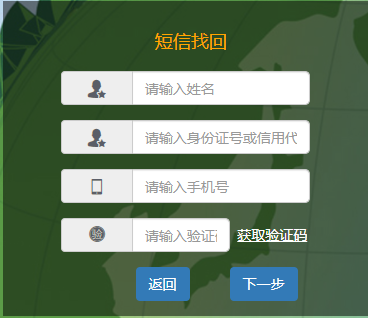 短信找回
请输入姓名
请输入身份证号或信用代
请输入手机号
验 请输入验证 获取验证码
返回 下一步